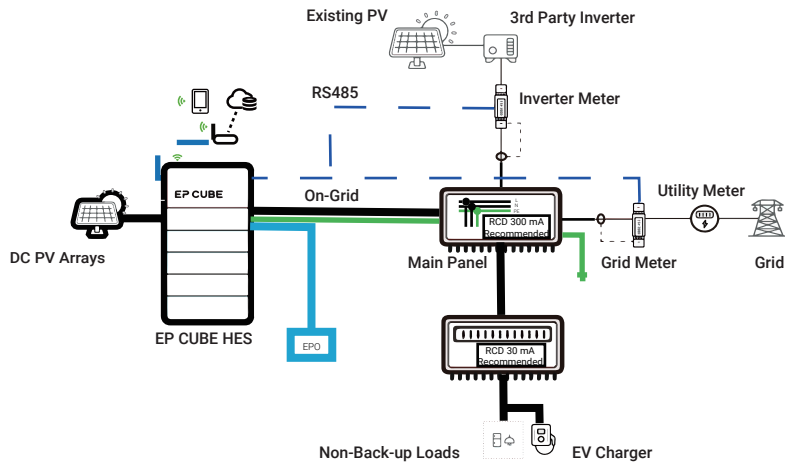 Existing PV
3rd Party Inverter
RS485
Inverter Meter
EP CUBE
On-Grid
L
N
PE
RCD 300 mA
Recommended
Utility Meter
DC PV Arrays
Main Panel
Grid Meter
Grid
EP CUBE HES
EPO
RCD 30 mA
Recommended
Non-Back-up Loads
EV Charger